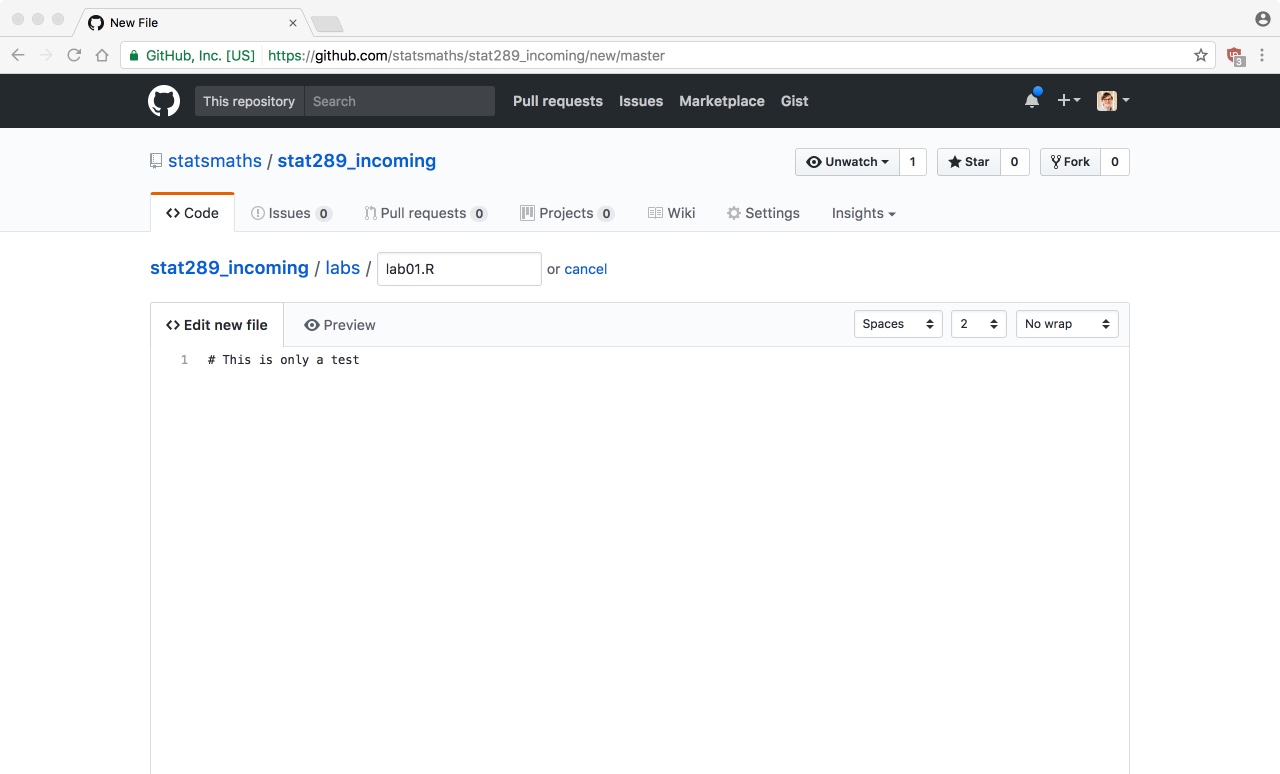 New File
GitHub, Inc. [US] https://github.com/statsmaths/stat289_incoming/new/master
3
This repository Search Pull requests Issues Marketplace Gist
statsmaths / stat289_incoming Unwatch 1 Star 0 Fork 0
Code Issues 0 Pull requests 0 Projects 0 Wiki Settings Insights
stat289_incoming / labs / lab01.R or cancel
Edit new file Preview Spaces 2 No wrap
1 # This is only a test